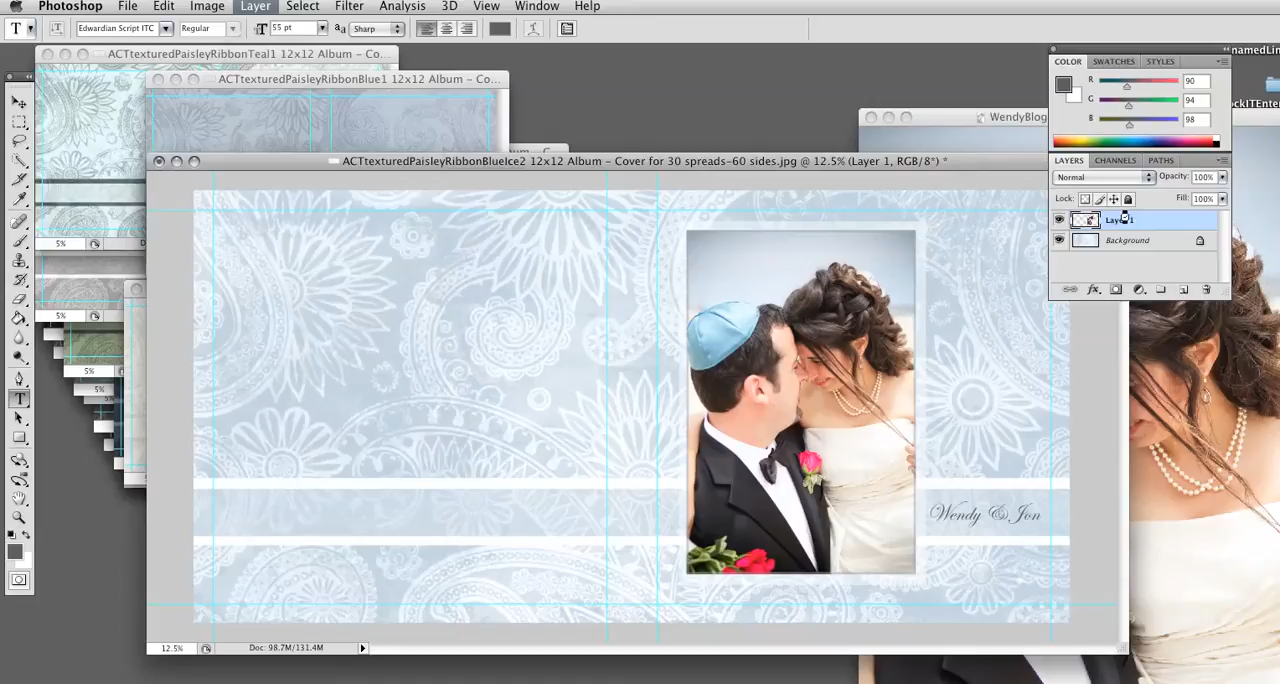 Photoshop File Edit Image Layer Select Filter Analysis 3D View Window Help
T Edwardian Script ITC Regular 55 pt Sharp
ACTtexturedPaisleyRibbonTeal1 12x12 Album – Co...
ACTtexturedPaisleyRibbonBlue1 12x12 Album – Co...
WendyBlog
ACTtexturedPaisleyRibbonBlueIce2 12x12 Album – Cover for 30 spreads–60 sides.jpg @ 12.5% (Layer 1, RGB/8*) *
COLOR SWATCHES STYLES
R 90
G 94
B 98
LAYERS CHANNELS PATHS
Normal Opacity: 100%
Lock: Fill: 100%
Layer 1
Background
5%
5%
5%
5%
Wendy & Jon
12.5% Doc: 98.7M/131.4M